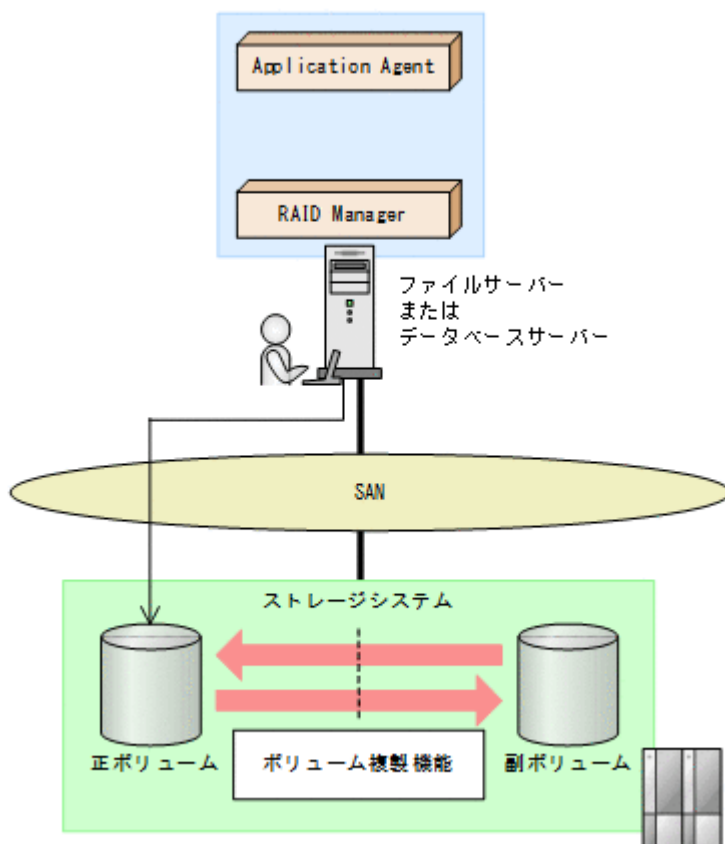 Application Agent
RAID Manager
ファイルサーバー
または
データベースサーバー
SAN
ストレージシステム
正ボリューム
ボリューム複製機能
副ボリューム